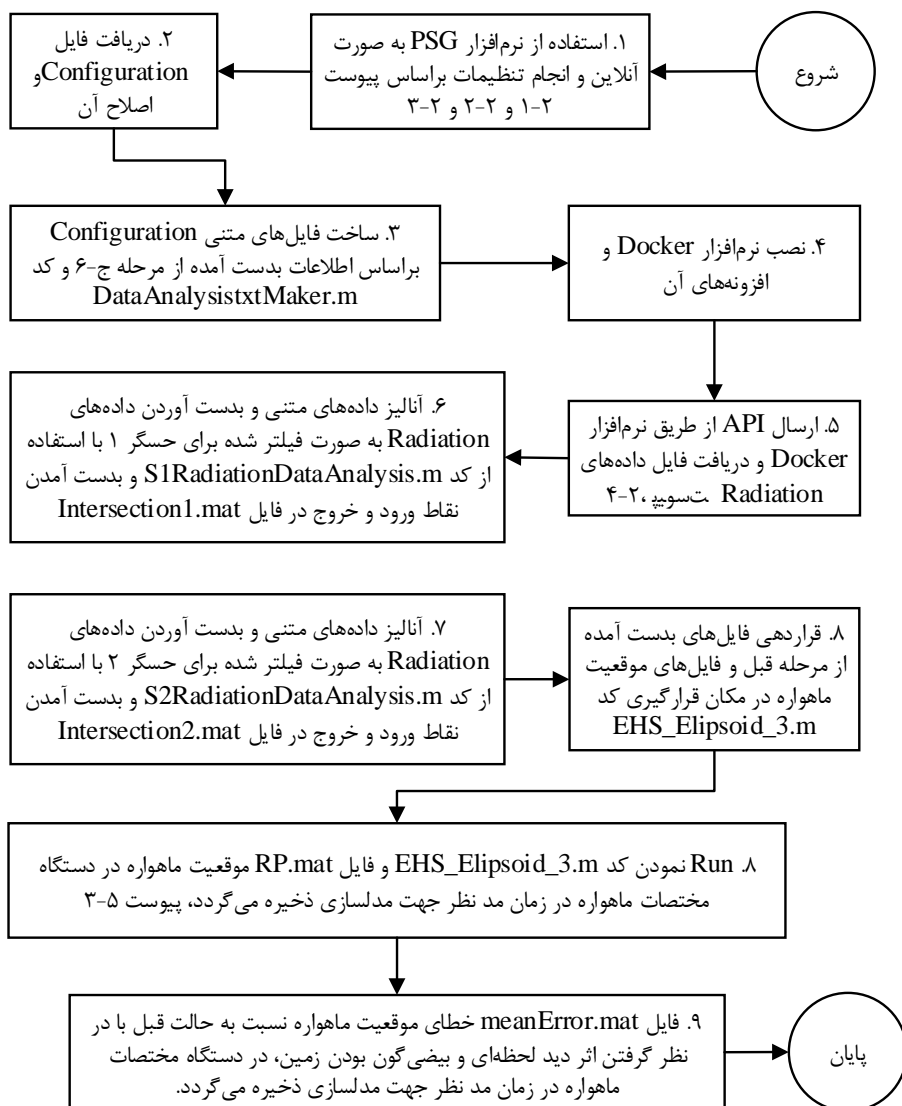 شروع
۱. استفاده از نرم‌افزار PSG به صورت
آنلاین و انجام تنظیمات براساس پیوست
۲-۱ و ۲-۲ و ۲-۳
۲. دریافت فایل
Configurationو
اصلاح آن
۳. ساخت فایل‌های متنی Configuration
براساس اطلاعات بدست آمده از مرحله ج-۶ و کد
DataAnalysistxtMaker.m
۴. نصب نرم‌افزار Docker و
افزونه‌های آن
۵. ارسال API از طریق نرم‌افزار
Docker و دریافت فایل داده‌های
Radiation ،۲-۴
۶. آنالیز داده‌های متنی و بدست آوردن داده‌های
Radiation به صورت فیلتر شده برای حسگر ۱ با استفاده
از کد S1RadiationDataAnalysis.m و بدست آمدن
نقاط ورود و خروج در فایل Intersection1.mat
۷. آنالیز داده‌های متنی و بدست آوردن داده‌های
Radiation به صورت فیلتر شده برای حسگر ۲ با استفاده
از کد S2RadiationDataAnalysis.m و بدست آمدن
نقاط ورود و خروج در فایل Intersection2.mat
۸. قراردهی فایل‌های بدست آمده
از مرحله قبل و فایل‌های موقعیت
ماهواره در مکان قرارگیری کد
EHS_Elipsoid_3.m
۸. Run نمودن کد EHS_Elipsoid_3.m و فایل RP.mat موقعیت ماهواره در دستگاه
مختصات ماهواره در زمان مد نظر جهت مدلسازی ذخیره می‌گردد، پیوست ۵-۳
۹. فایل meanError.mat خطای موقعیت ماهواره نسبت به حالت قبل با در
نظر گرفتن اثر دید لحظه‌ای و بیضی‌گون بودن زمین، در دستگاه مختصات
ماهواره در زمان مد نظر جهت مدلسازی ذخیره می‌گردد.
پایان